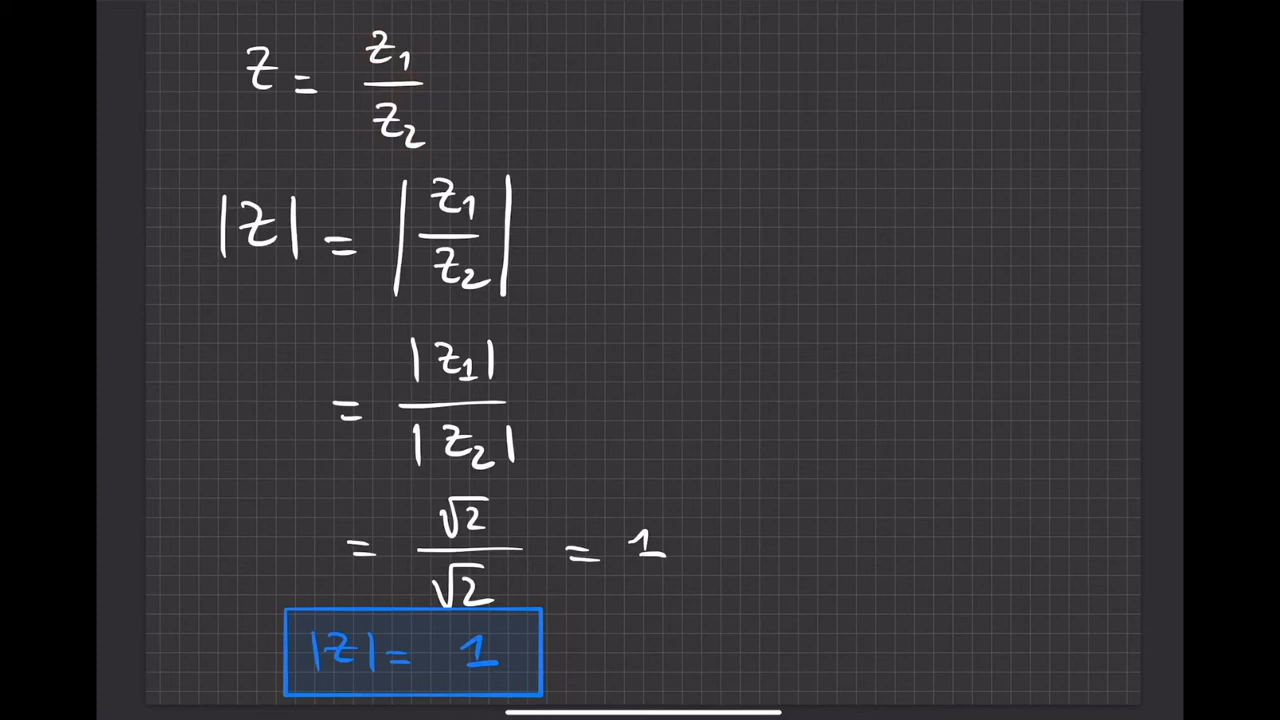 z = z₁/z₂
|z| = |z₁/z₂|
= |z₁|/|z₂|
= √2/√2 = 1
|z| = 1